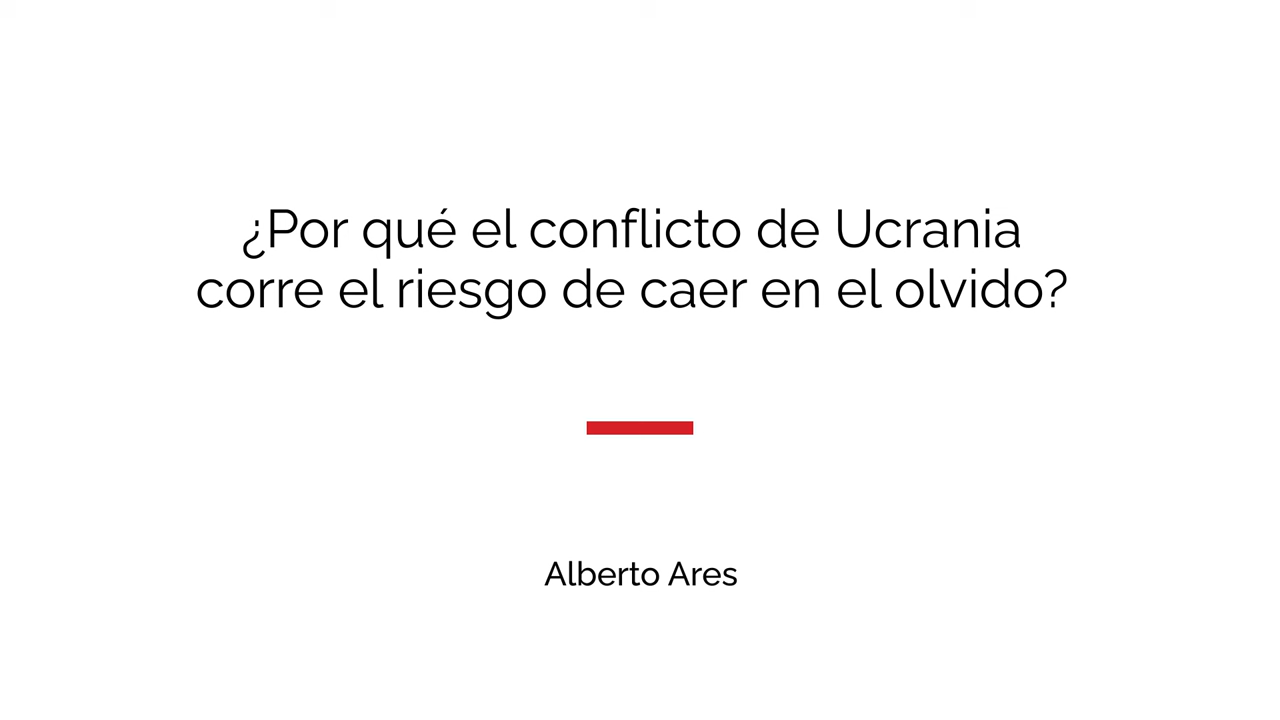 ¿Por qué el conflicto de Ucrania
corre el riesgo de caer en el olvido?
Alberto Ares